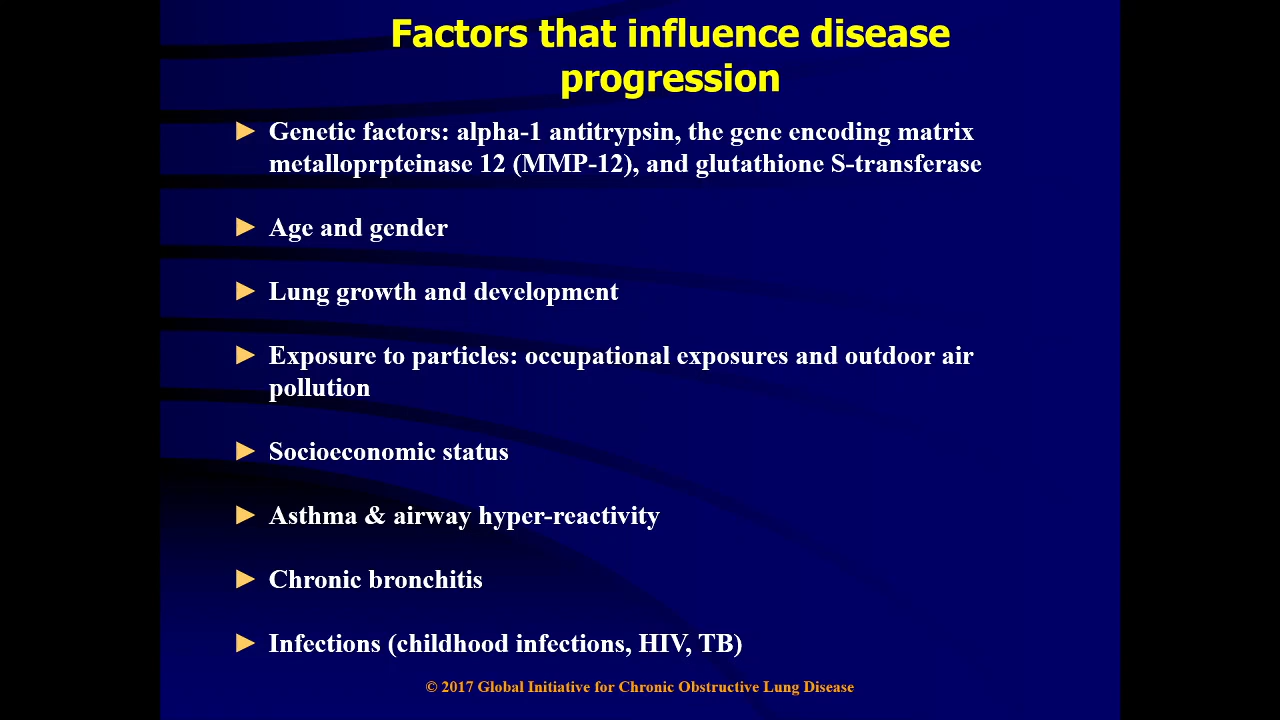 Factors that influence disease
progression
► Genetic factors: alpha-1 antitrypsin, the gene encoding matrix
metalloprpteinase 12 (MMP-12), and glutathione S-transferase
► Age and gender
► Lung growth and development
► Exposure to particles: occupational exposures and outdoor air
pollution
► Socioeconomic status
► Asthma & airway hyper-reactivity
► Chronic bronchitis
► Infections (childhood infections, HIV, TB)
© 2017 Global Initiative for Chronic Obstructive Lung Disease